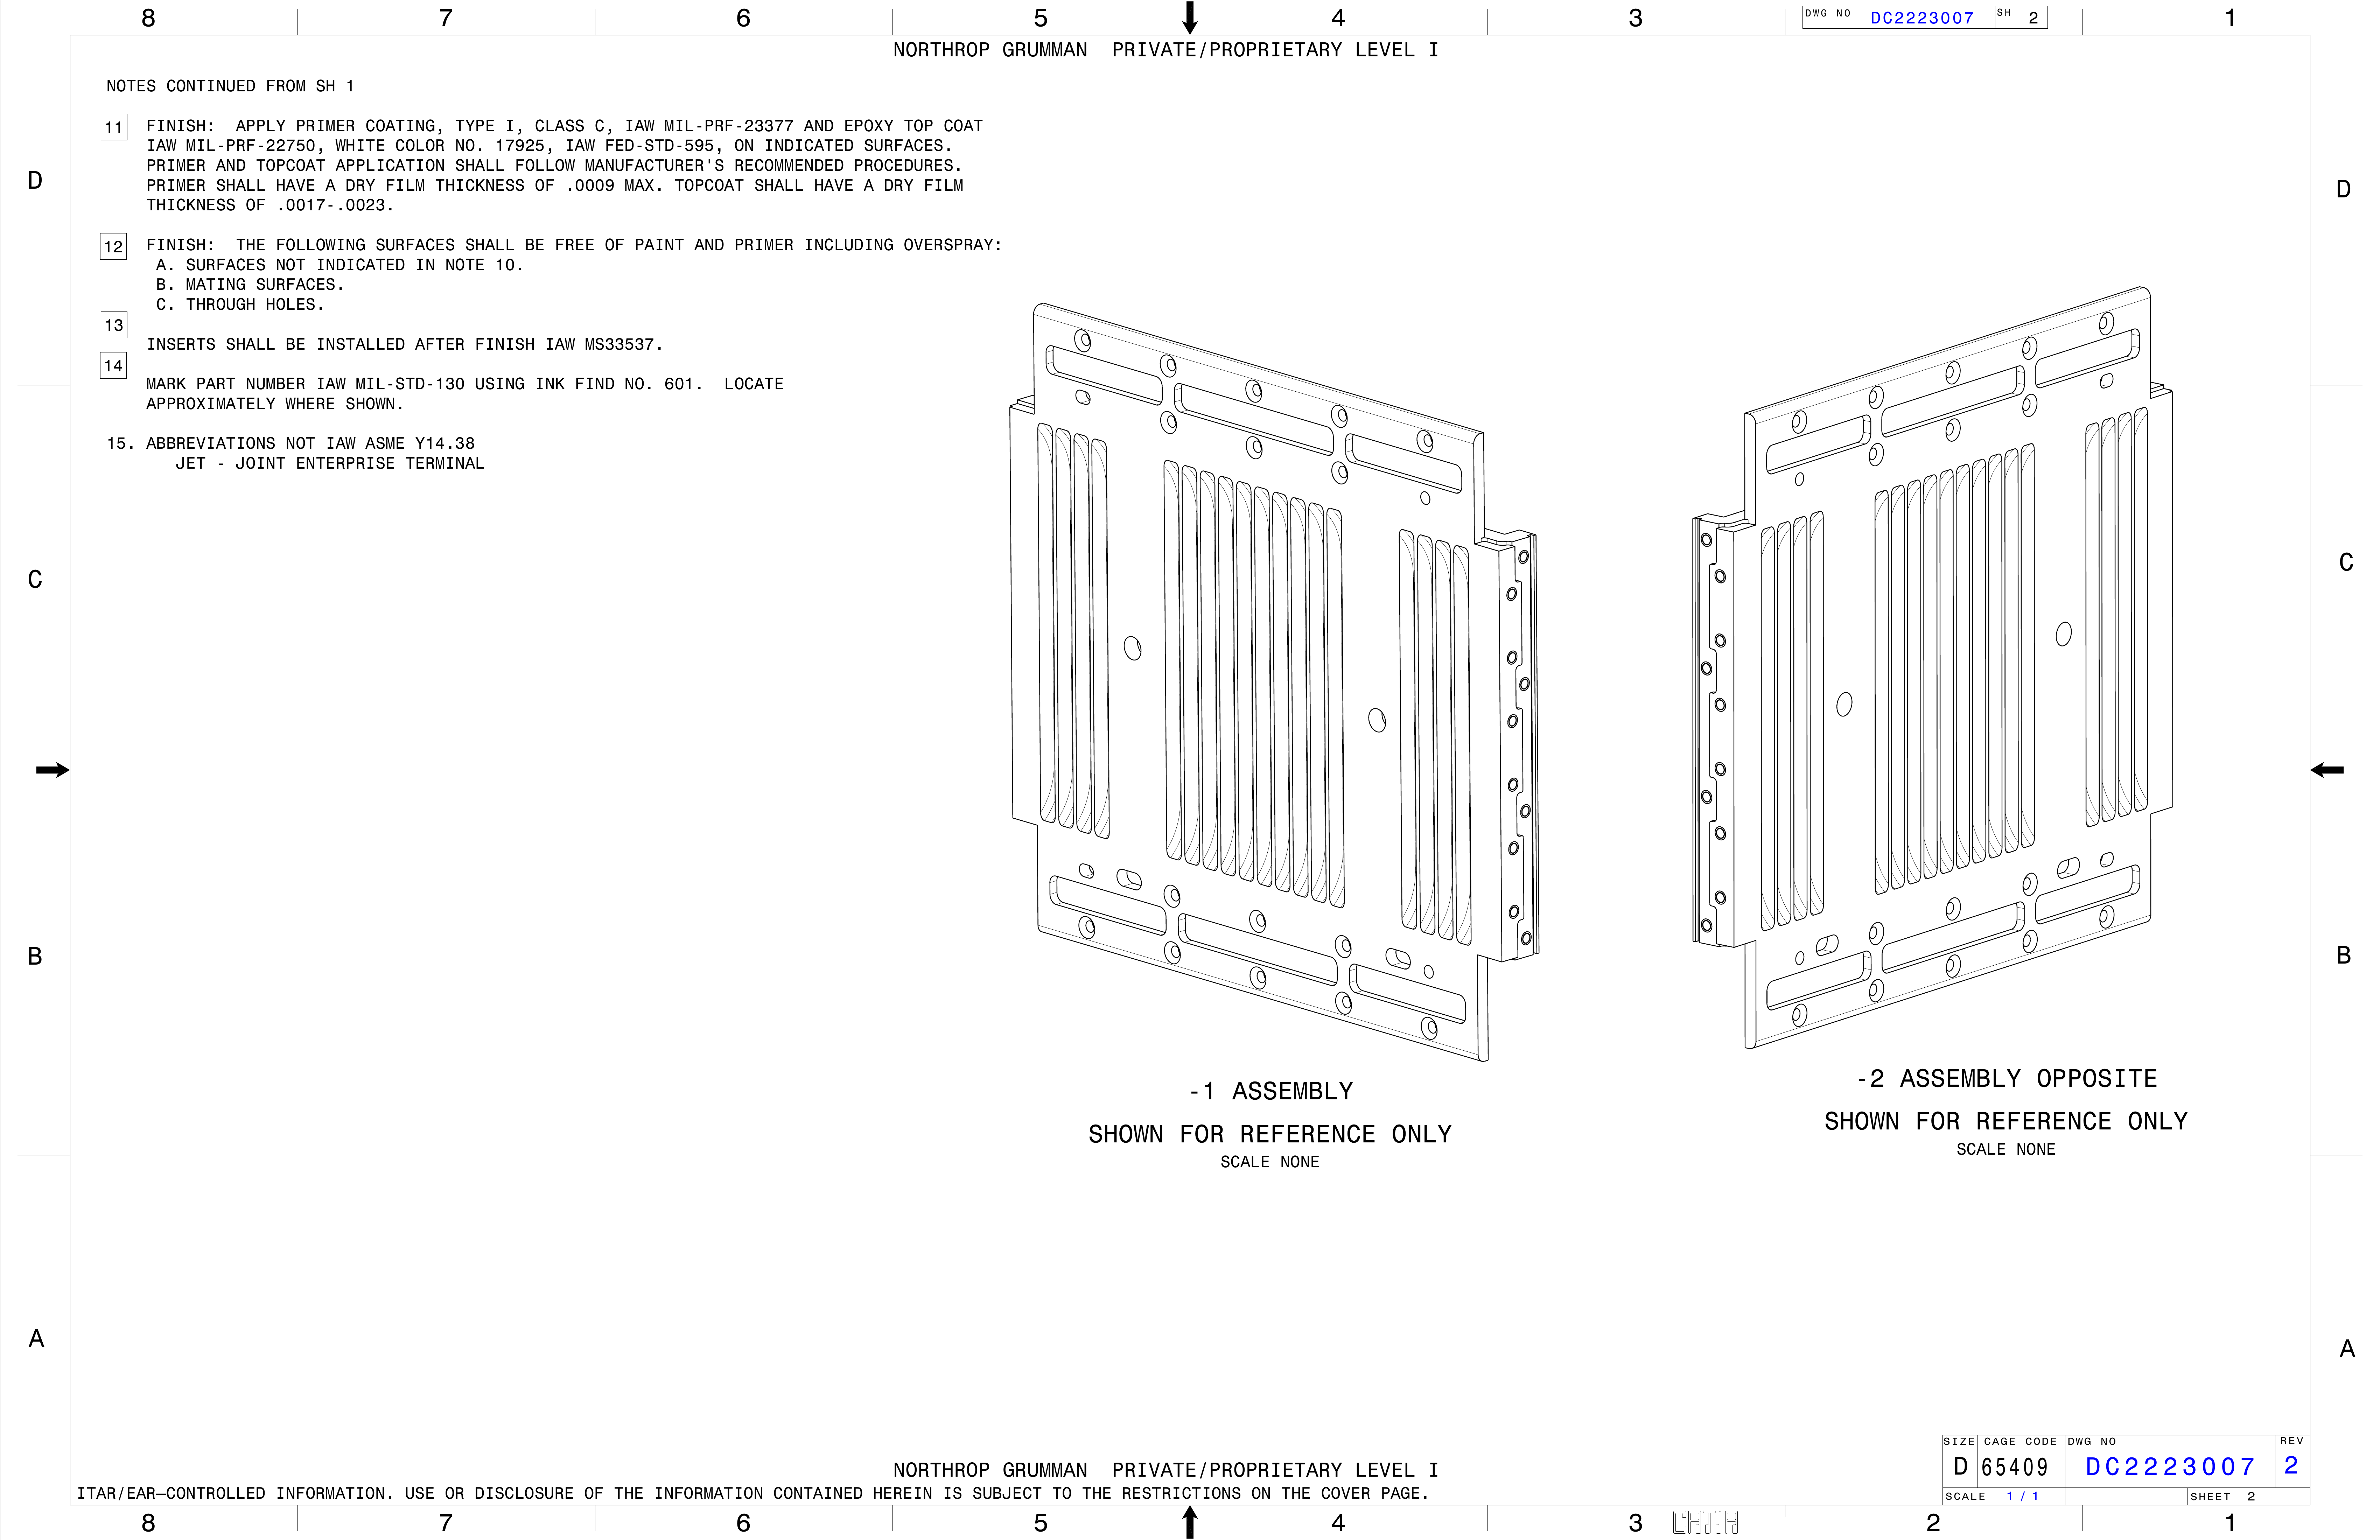 8 7 6 5 4 3 2 1
DWG NO DC2223007 SH 2
NORTHROP GRUMMAN PRIVATE/PROPRIETARY LEVEL I
NOTES CONTINUED FROM SH 1
11 FINISH: APPLY PRIMER COATING, TYPE I, CLASS C, IAW MIL-PRF-23377 AND EPOXY TOP COAT
IAW MIL-PRF-22750, WHITE COLOR NO. 17925, IAW FED-STD-595, ON INDICATED SURFACES.
PRIMER AND TOPCOAT APPLICATION SHALL FOLLOW MANUFACTURER'S RECOMMENDED PROCEDURES.
PRIMER SHALL HAVE A DRY FILM THICKNESS OF .0009 MAX. TOPCOAT SHALL HAVE A DRY FILM
THICKNESS OF .0017-.0023.
D D
12 FINISH: THE FOLLOWING SURFACES SHALL BE FREE OF PAINT AND PRIMER INCLUDING OVERSPRAY:
A. SURFACES NOT INDICATED IN NOTE 10.
B. MATING SURFACES.
C. THROUGH HOLES.
13
INSERTS SHALL BE INSTALLED AFTER FINISH IAW MS33537.
14
MARK PART NUMBER IAW MIL-STD-130 USING INK FIND NO. 601. LOCATE
APPROXIMATELY WHERE SHOWN.
15. ABBREVIATIONS NOT IAW ASME Y14.38
JET - JOINT ENTERPRISE TERMINAL
C C
B B
-1 ASSEMBLY
SHOWN FOR REFERENCE ONLY
SCALE NONE
-2 ASSEMBLY OPPOSITE
SHOWN FOR REFERENCE ONLY
SCALE NONE
A A
NORTHROP GRUMMAN PRIVATE/PROPRIETARY LEVEL I
ITAR/EAR–CONTROLLED INFORMATION. USE OR DISCLOSURE OF THE INFORMATION CONTAINED HEREIN IS SUBJECT TO THE RESTRICTIONS ON THE COVER PAGE.
SIZE CAGE CODE DWG NO REV
D 65409 DC2223007 2
SCALE 1 / 1 SHEET 2
8 7 6 5 4 3 CATIA 2 1